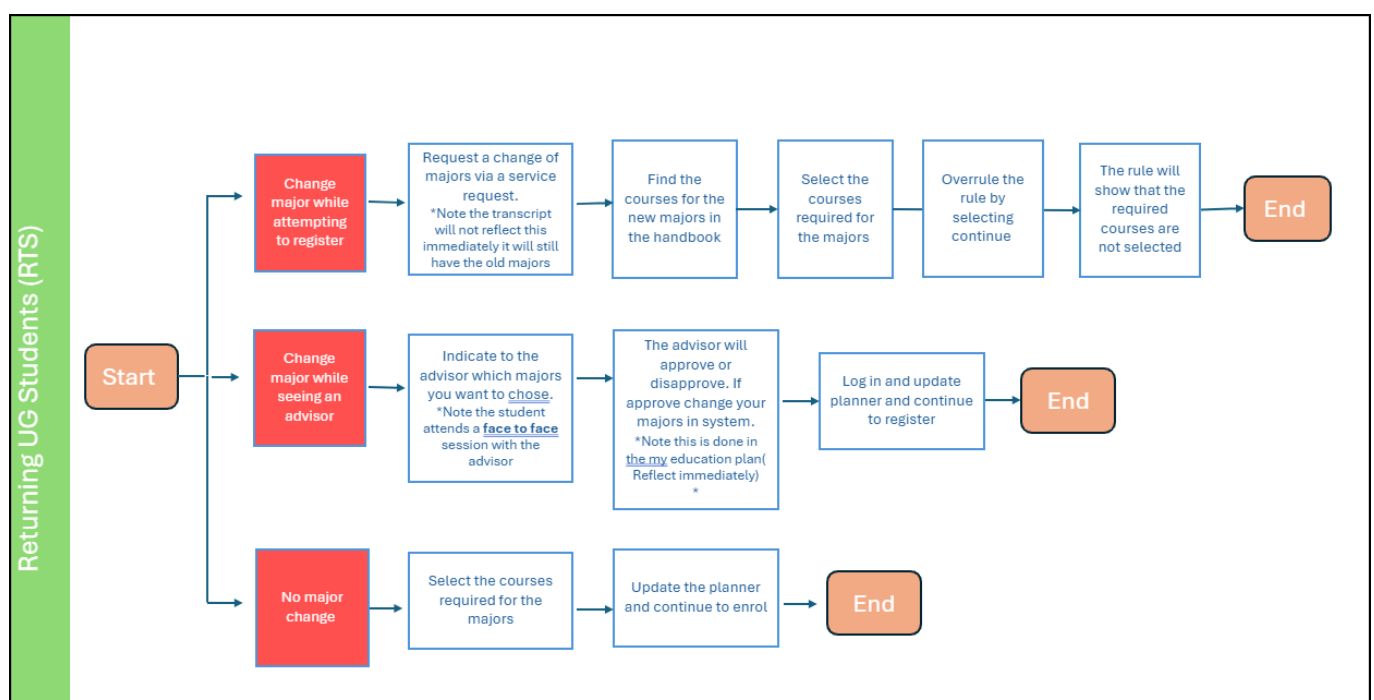 Returning UG Students (RTS)
Start
Change
major while
attempting
to register
Request a change of
majors via a service
request.
*Note the transcript
will not reflect this
immediately it will still
have the old majors
Find the
courses for the
new majors in
the handbook
Select the
courses
required for
the majors
Overrule the
rule by
selecting
continue
The rule will
show that the
required
courses are
not selected
End
Change
major while
seeing an
advisor
Indicate to the
advisor which majors
you want to chose.
*Note the student
attends a face to face
session with the
advisor
The advisor will
approve or
disapprove. If
approve change your
majors in system.
*Note this is done in
the my education plan(
Reflect immediately)
*
Log in and update
planner and continue
to register
End
No major
change
Select the courses
required for the
majors
Update the planner
and continue to enrol
End